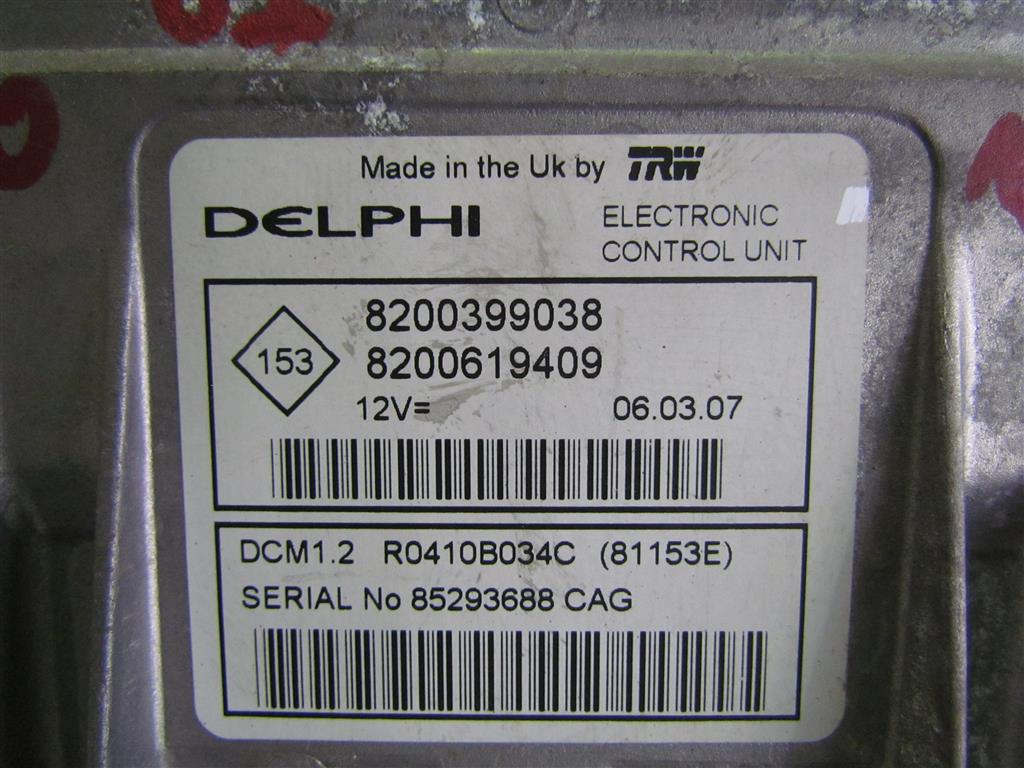 Made in the Uk by TRW
DELPHI
ELECTRONIC
CONTROL UNIT
153
8200399038
8200619409
12V=
06.03.07
DCM1.2 R0410B034C (81153E)
SERIAL No 85293688 CAG